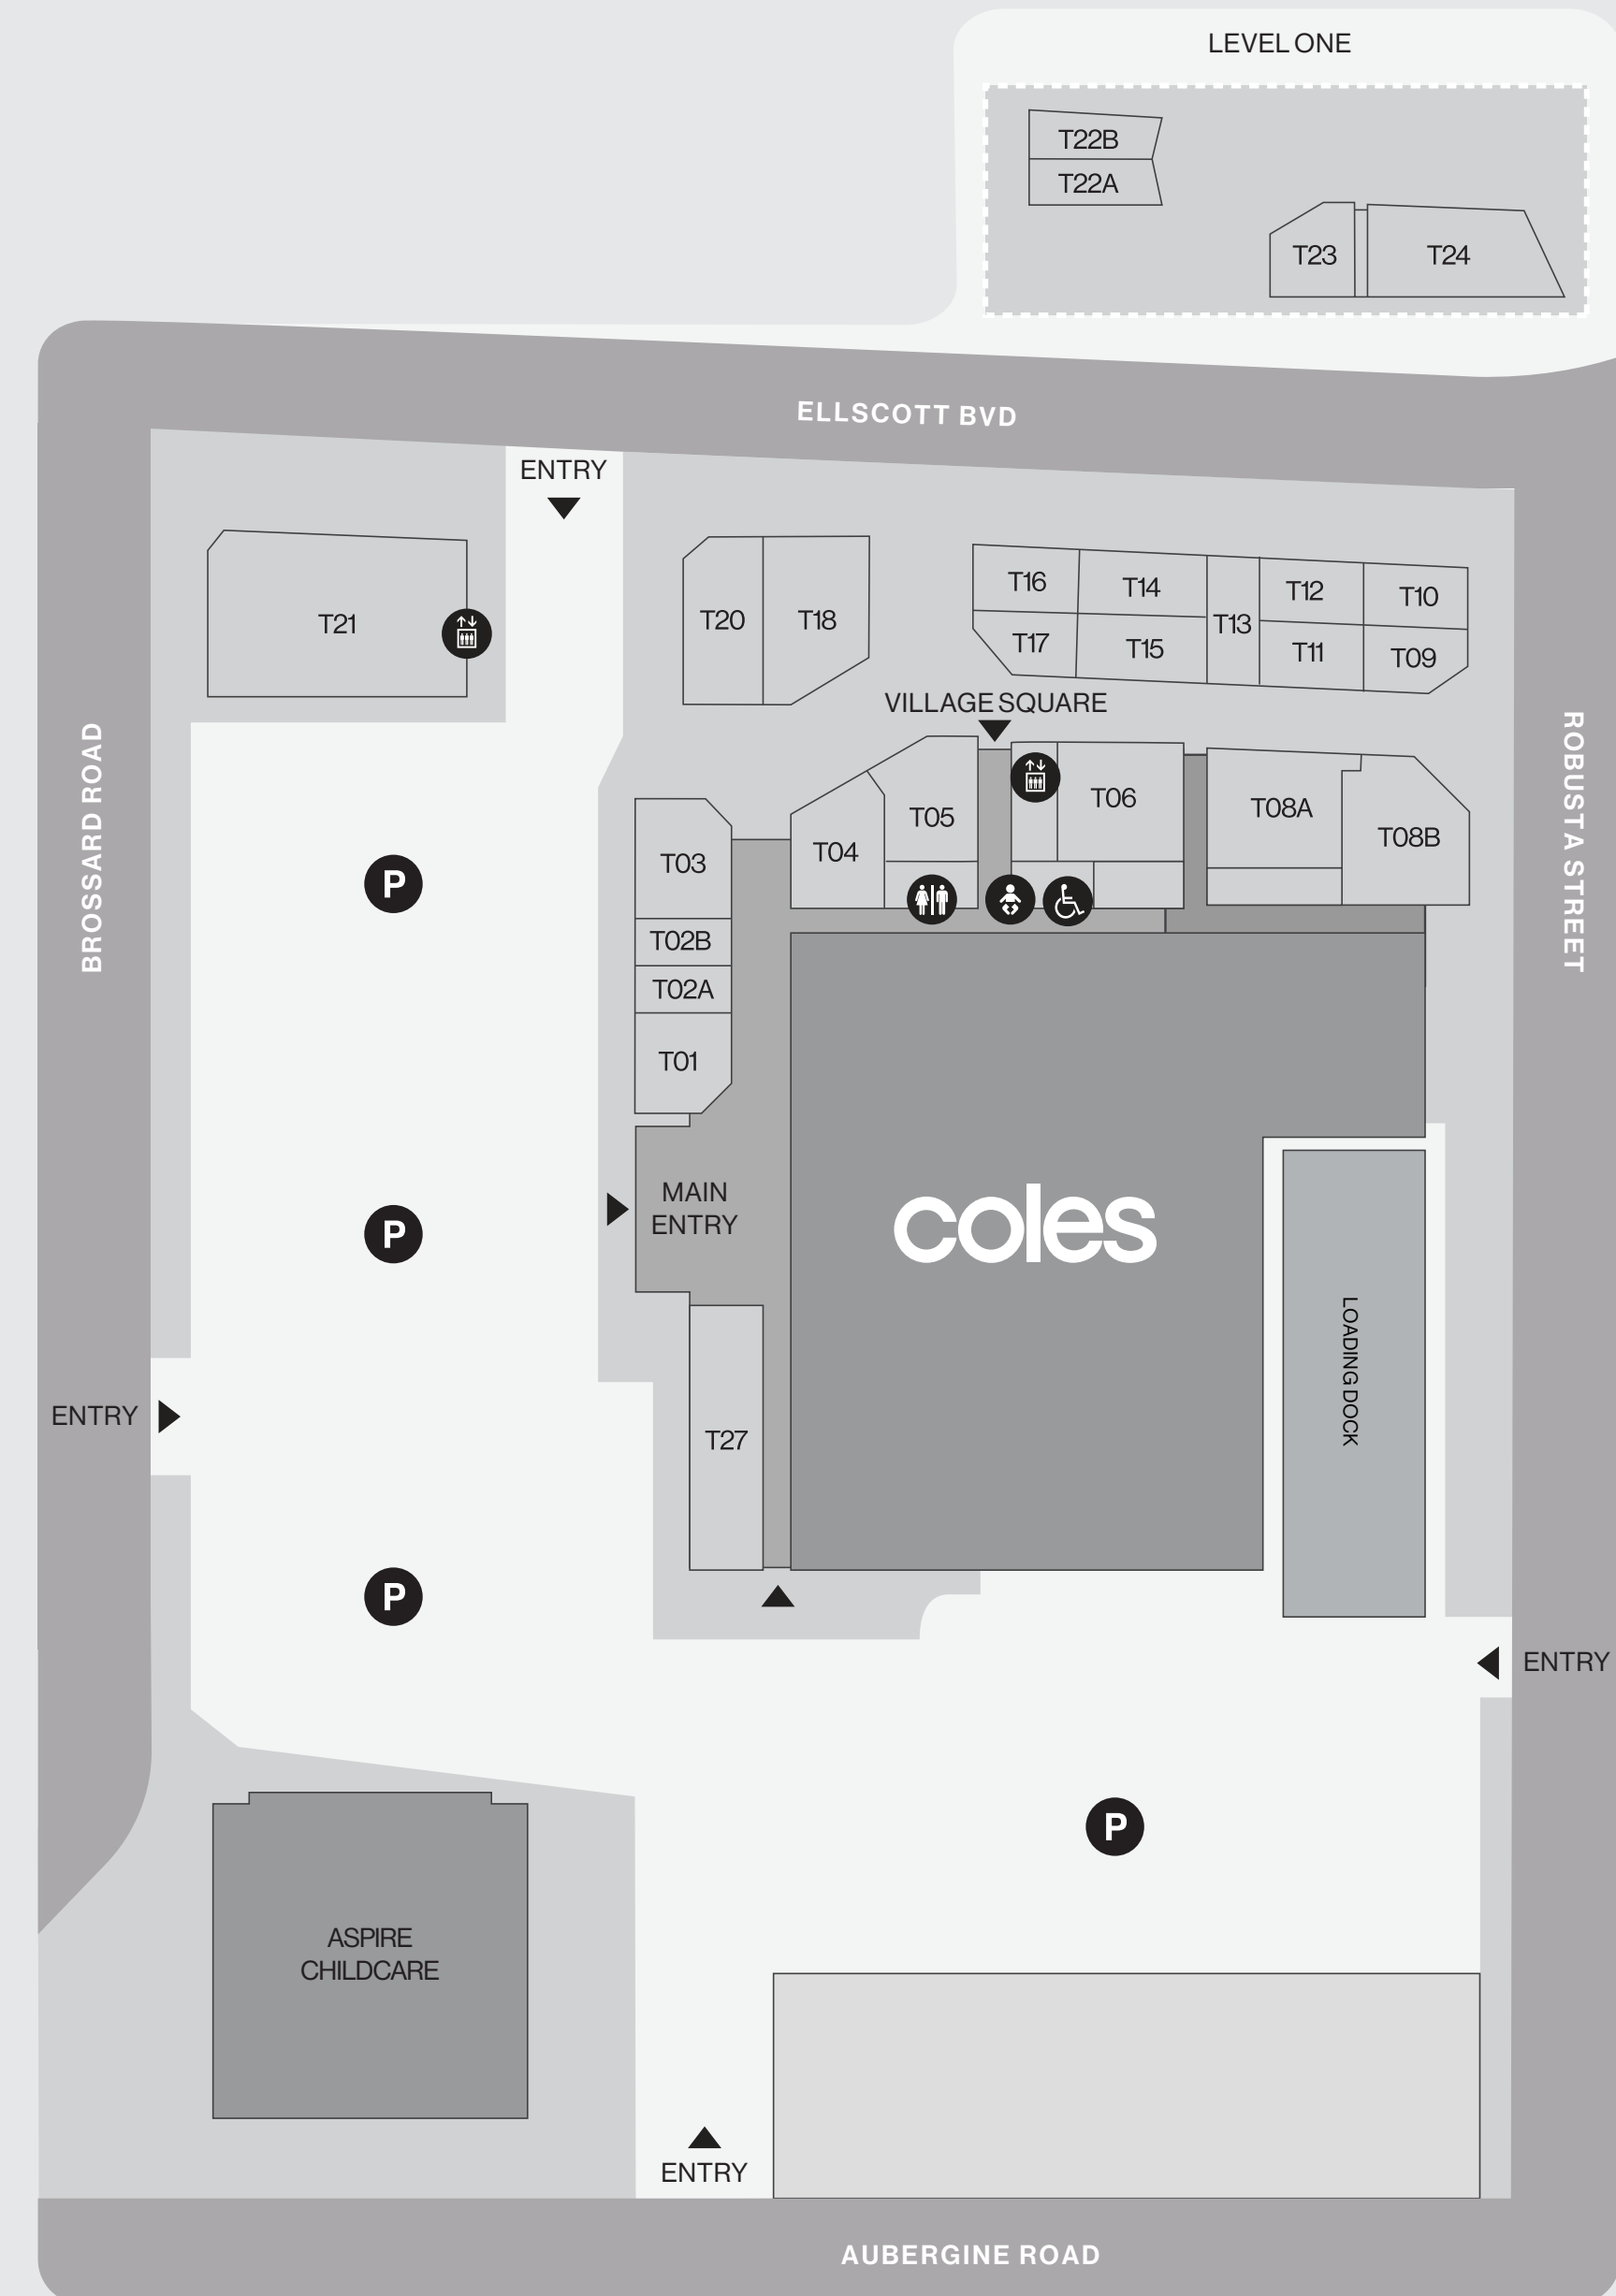 LEVEL ONE
T22B
T22A
T23
T24
ELLSCOTT BVD
ENTRY
T21
T20
T18
T16
T14
T13
T12
T10
T17
T15
T11
T09
VILLAGE SQUARE
BROSSARD ROAD
ROBUSTA STREET
T03
T04
T05
T06
T08A
T08B
P
T02B
T02A
T01
MAIN
ENTRY
P
coles
LOADING DOCK
ENTRY
T27
P
ENTRY
P
ASPIRE
CHILDCARE
ENTRY
AUBERGINE ROAD